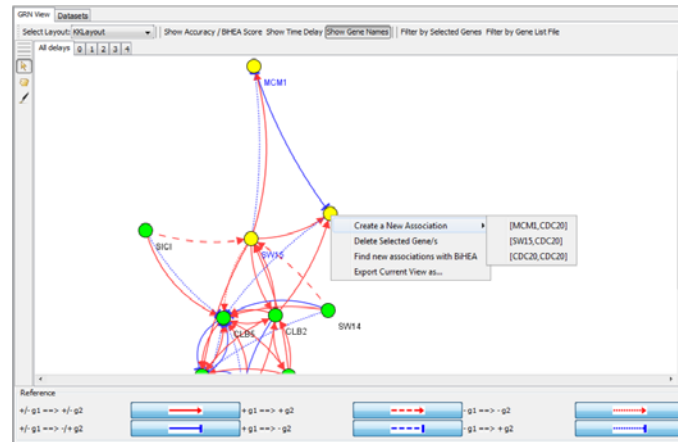 GRN View Datasets
Select Layout: KKLayout Show Accuracy / BiHEA Score Show Time Delay Show Gene Names Filter by Selected Genes Filter by Gene List File
All delays 0 1 2 3 4
MCM1
Create a New Association [MCM1,CDC20]
SICI
Delete Selected Gene/s [SW15,CDC20]
SW15
Find new associations with BiHEA [CDC20,CDC20]
Export Current View as...
CLB6
CLB2
SW14
Reference
+/- g1 ==> +/- g2 + g1 ==> + g2 - g1 ==> - g2
+/- g1 ==> -/+ g2 + g1 ==> - g2 - g1 ==> + g2